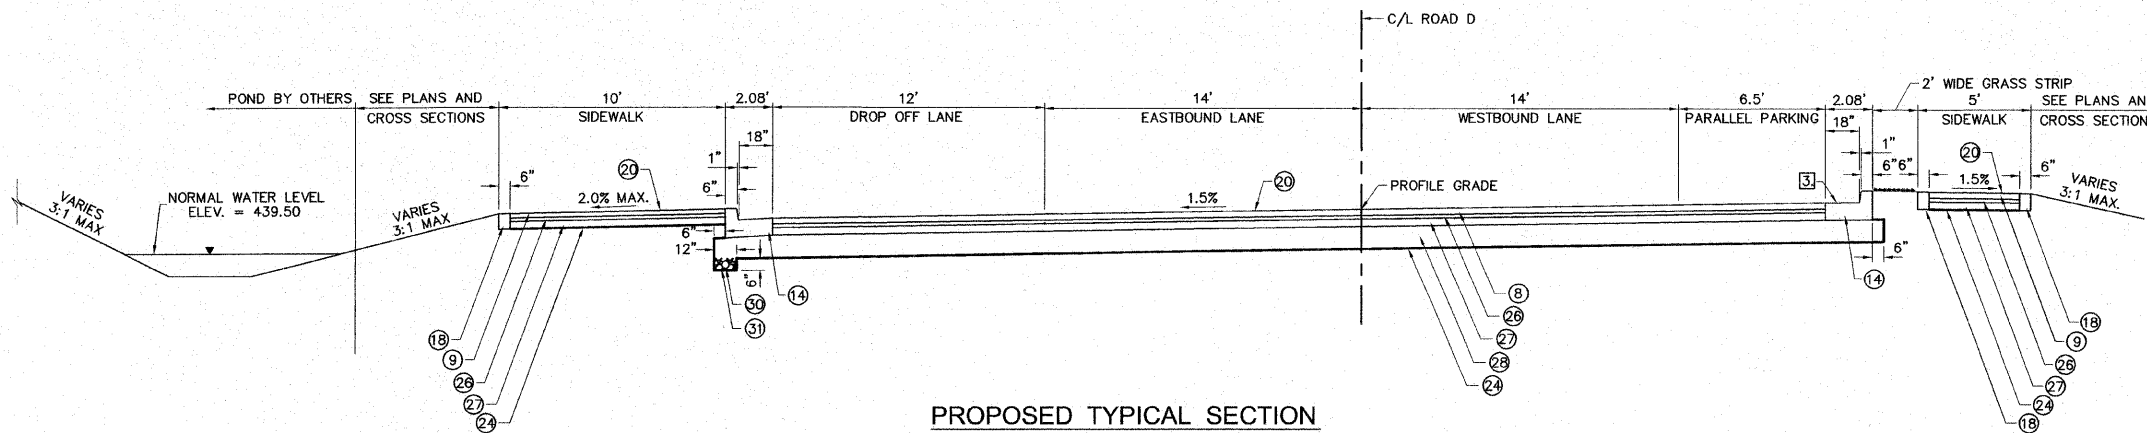 C/L ROAD D
2' WIDE GRASS STRIP
POND BY OTHERS
SEE PLANS AND
CROSS SECTIONS
10'
SIDEWALK
2.08'
12'
DROP OFF LANE
14'
EASTBOUND LANE
14'
WESTBOUND LANE
6.5'
PARALLEL PARKING
2.08'
5'
SIDEWALK
SEE PLANS AN
CROSS SECTION
18"
1"
6"
18"
1"
6" 6"
6"
VARIES
3:1 MAX
NORMAL WATER LEVEL
ELEV. = 439.50
VARIES
3:1 MAX
6"
20
2.0% MAX.
1.5%
20
PROFILE GRADE
3.
20
1.5%
VARIES
3:1 MAX.
6"
12"
6"
6"
30
31
14
14
18
9
26
27
24
8
26
27
28
24
18
9
26
27
24
18
PROPOSED TYPICAL SECTION